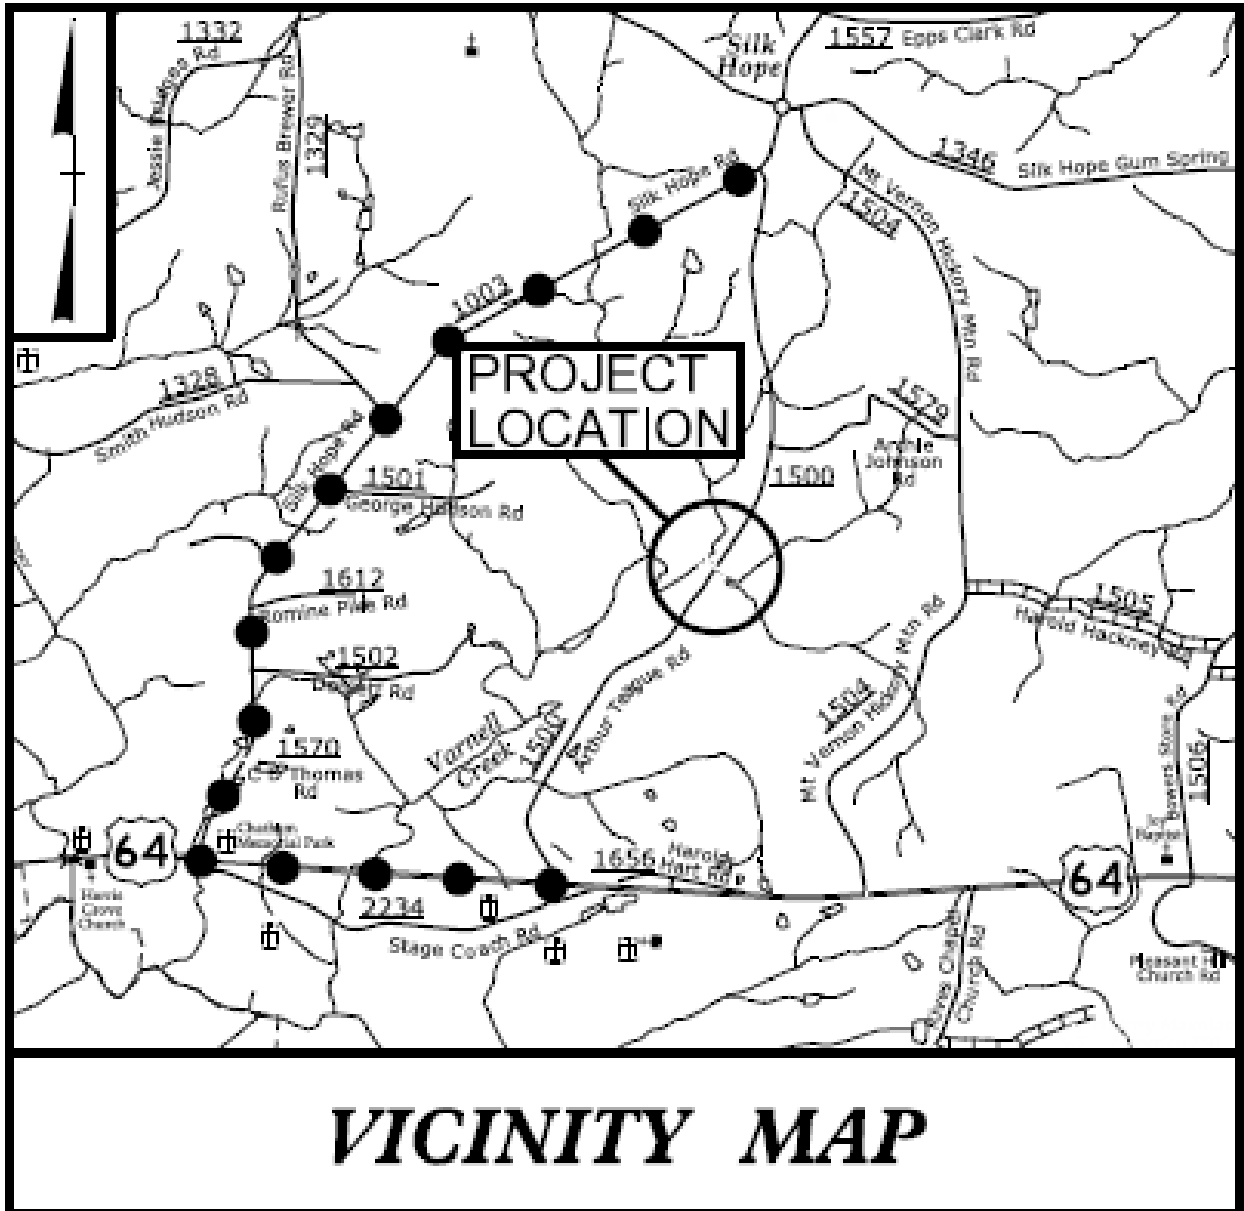 1332
Rd
1329
Rufus Brewer Rd
Silk
Hope
1557 Epps Clark Rd
1346
Silk Hope Gum Spring
Mt Vernon Hickory Mtn Rd
1504
Silk Hope Rd
1003
PROJECT
LOCATION
1328
Smith Hudson Rd
Silk Hope Rd
1501
George Hudson Rd
1579
Archie
Johnson
Rd
1500
1612
Romine Pike Rd
1505
Harold Hackney Rd
1502
Rd
1504
Mt Vernon Hickory Mtn Rd
Arthur Teague Rd
1500
Varnell
Creek
1570
Thomas
Rd
Bowers Store Rd
1506
64
Chatham
Memorial Park
Harris
Grove
Church
1656
Harold
Hart Rd
64
2234
Stage Coach Rd
Chapel
Church Rd
Pleasant
Church Rd
VICINITY MAP